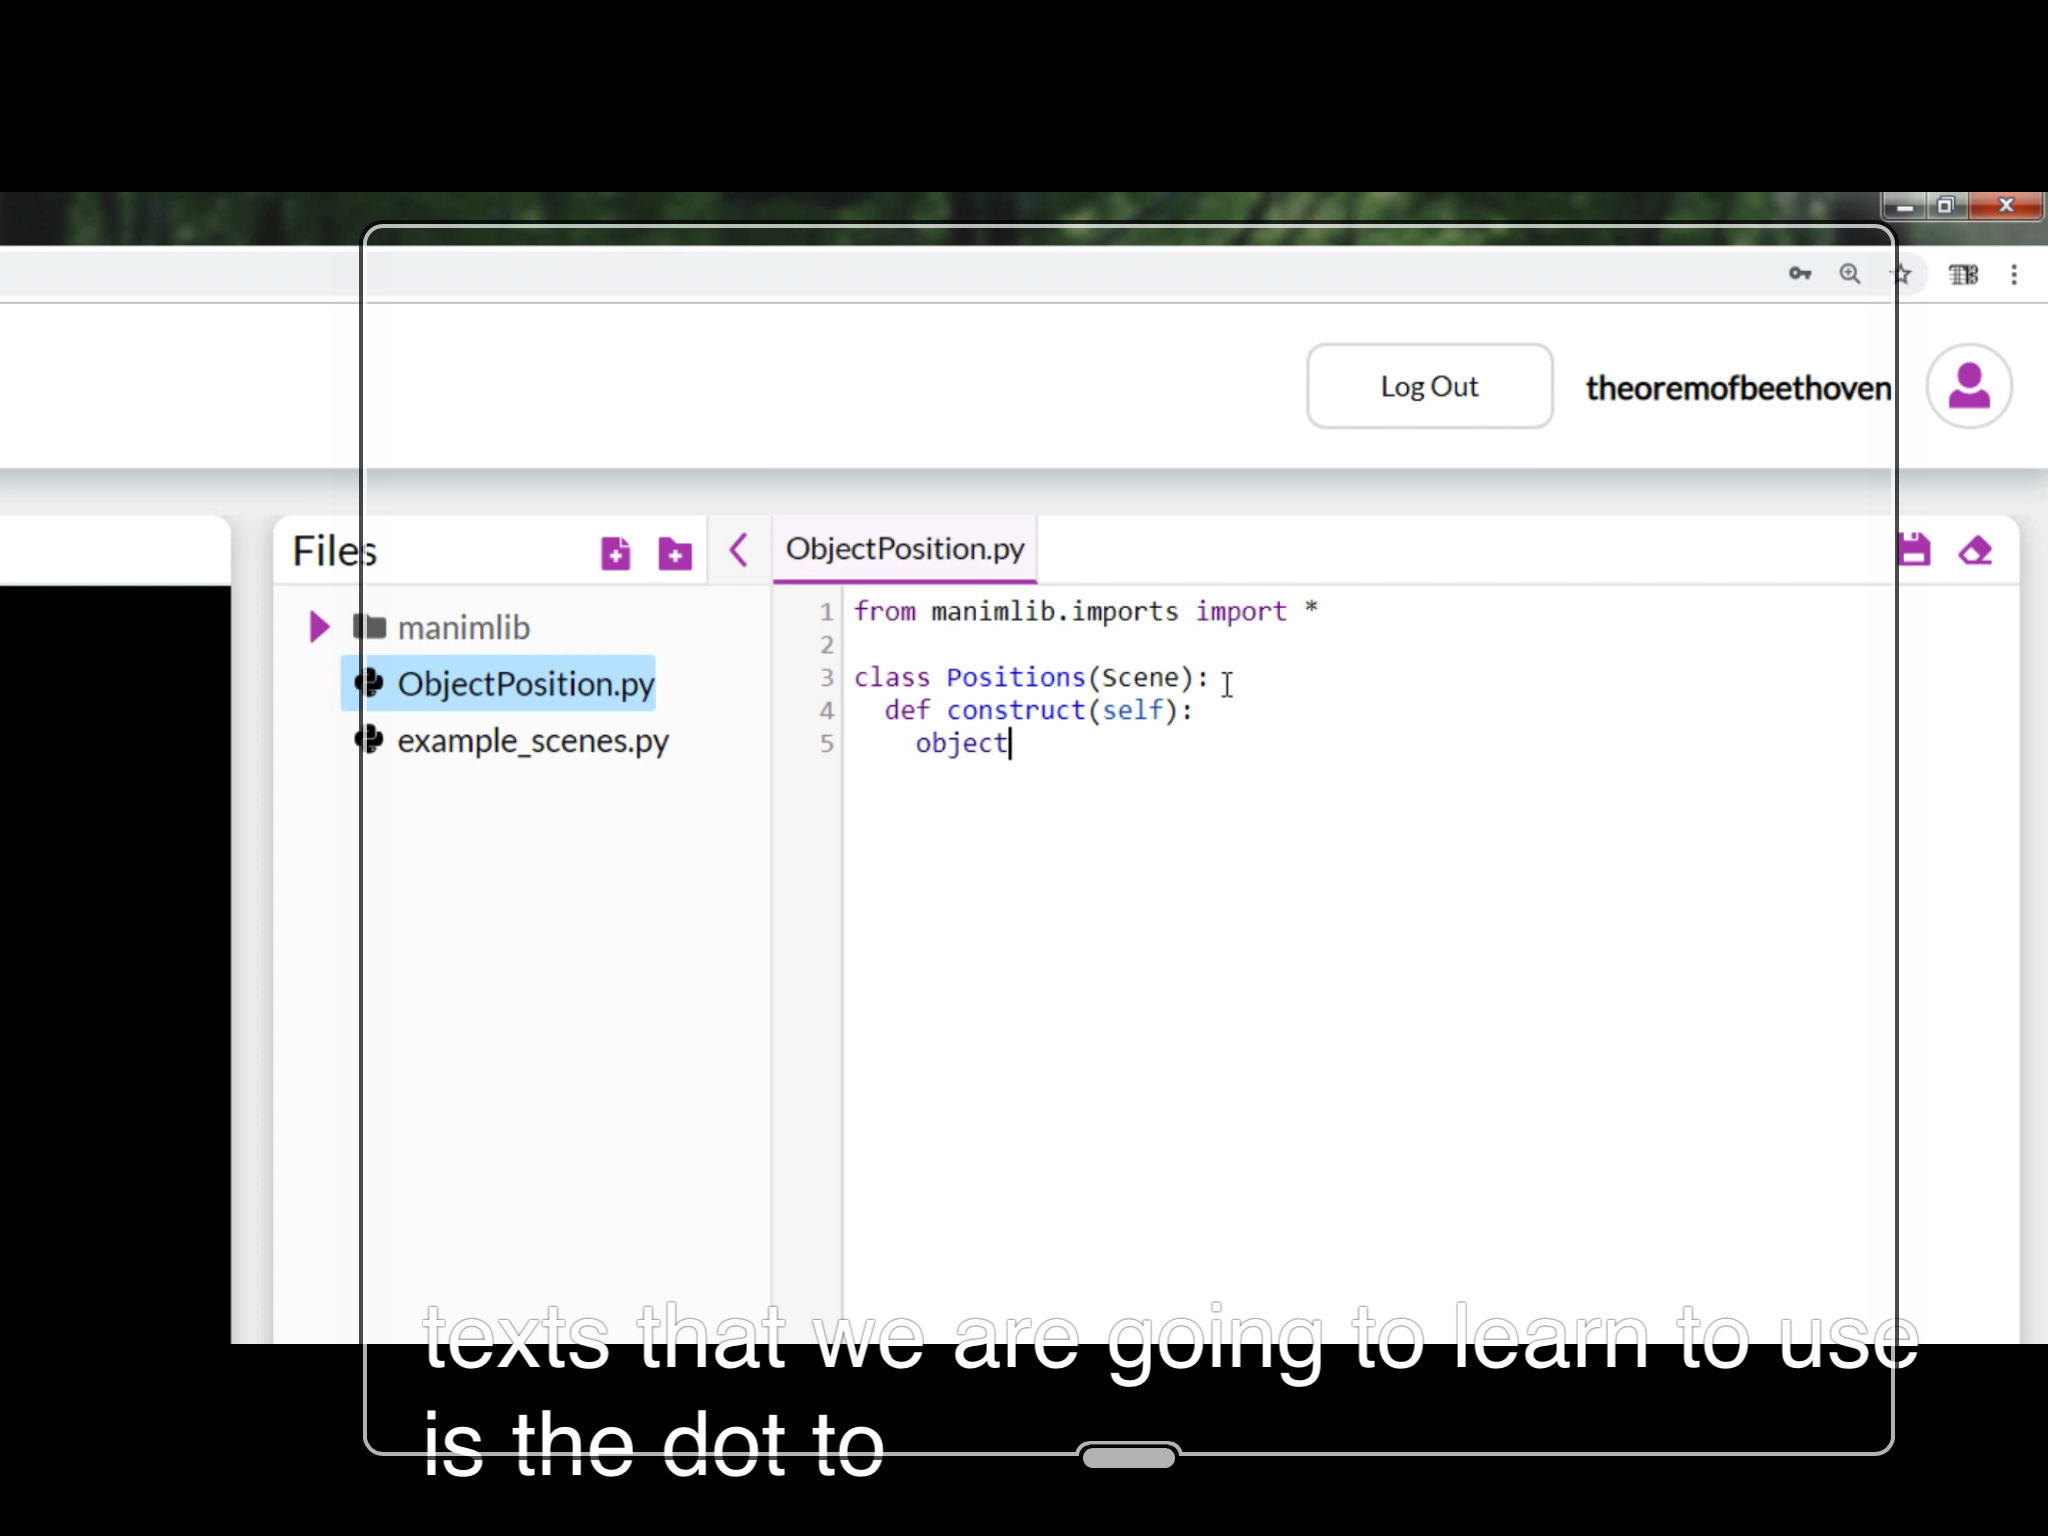 Log Out
theoremofbeethoven
Files
ObjectPosition.py
manimlib
ObjectPosition.py
example_scenes.py
1 from manimlib.imports import *
2
3 class Positions(Scene):
4 def construct(self):
5 object
texts that we are going to learn to use
is the dot to